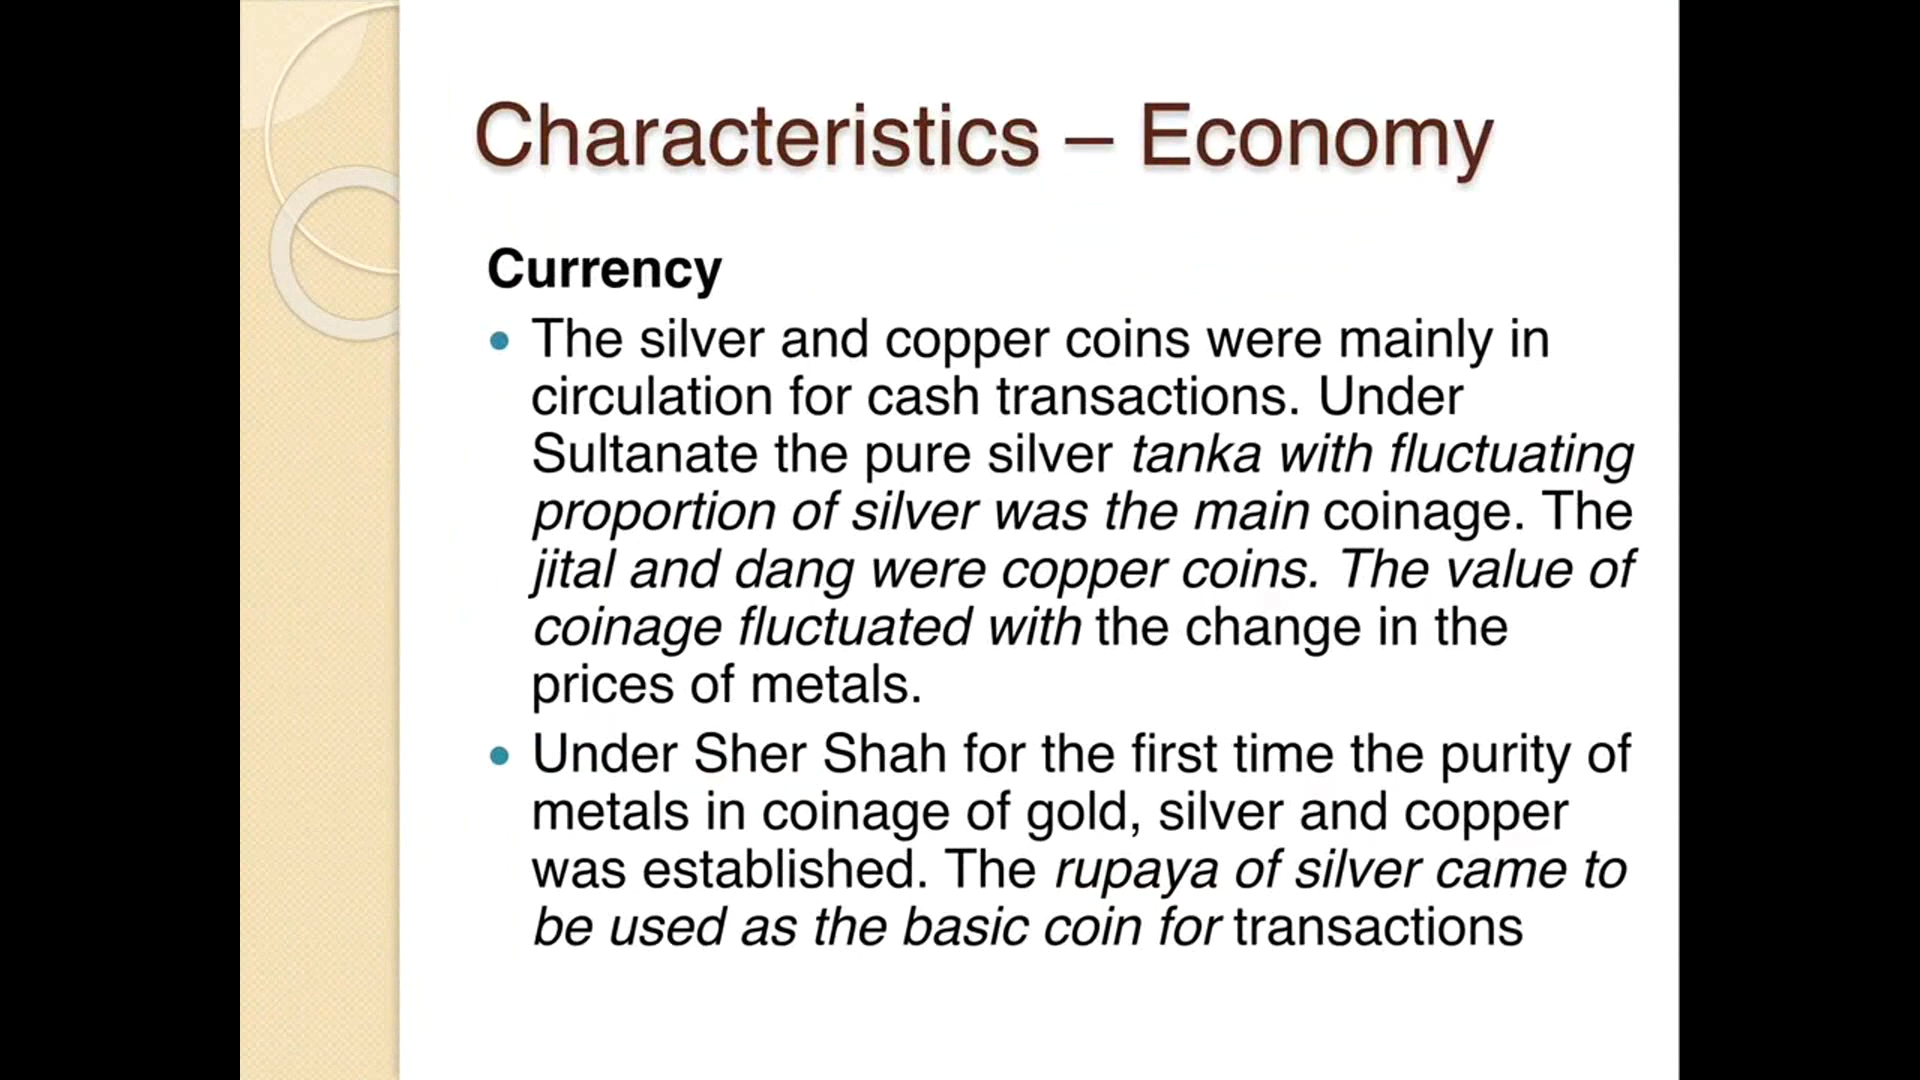 Characteristics – Economy
Currency
• The silver and copper coins were mainly in
circulation for cash transactions. Under
Sultanate the pure silver tanka with fluctuating
proportion of silver was the main coinage. The
jital and dang were copper coins. The value of
coinage fluctuated with the change in the
prices of metals.
• Under Sher Shah for the first time the purity of
metals in coinage of gold, silver and copper
was established. The rupaya of silver came to
be used as the basic coin for transactions